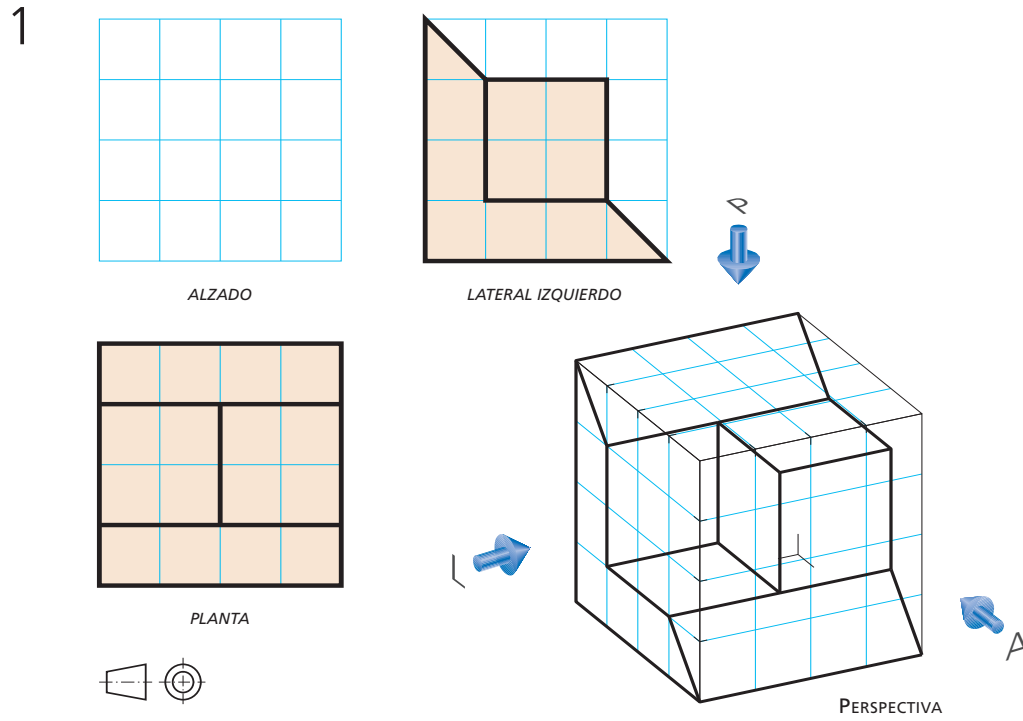 1
ALZADO
LATERAL IZQUIERDO
P
PLANTA
L
A
PERSPECTIVA